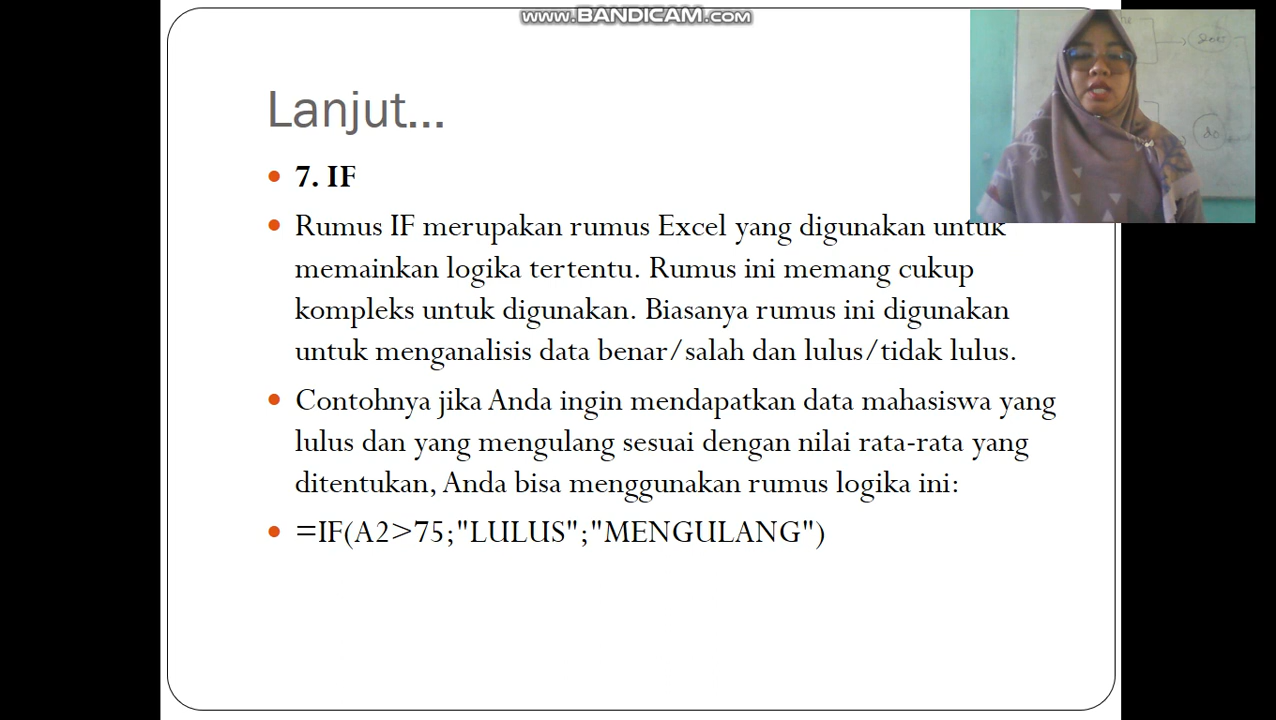 www.BANDICAM.com
Lanjut...
7. IF
Rumus IF merupakan rumus Excel yang digunakan untuk
memainkan logika tertentu. Rumus ini memang cukup
kompleks untuk digunakan. Biasanya rumus ini digunakan
untuk menganalisis data benar/salah dan lulus/tidak lulus.
Contohnya jika Anda ingin mendapatkan data mahasiswa yang
lulus dan yang mengulang sesuai dengan nilai rata-rata yang
ditentukan, Anda bisa menggunakan rumus logika ini:
=IF(A2>75;"LULUS";"MENGULANG")
do